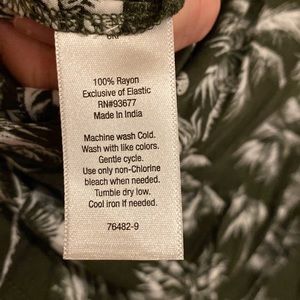 100% Rayon
Exclusive of Elastic
RN#93677
Made In India
Machine wash Cold.
Wash with like colors.
Gentle cycle.
Use only non-Chlorine
bleach when needed.
Tumble dry low.
Cool iron If needed.
76482-9